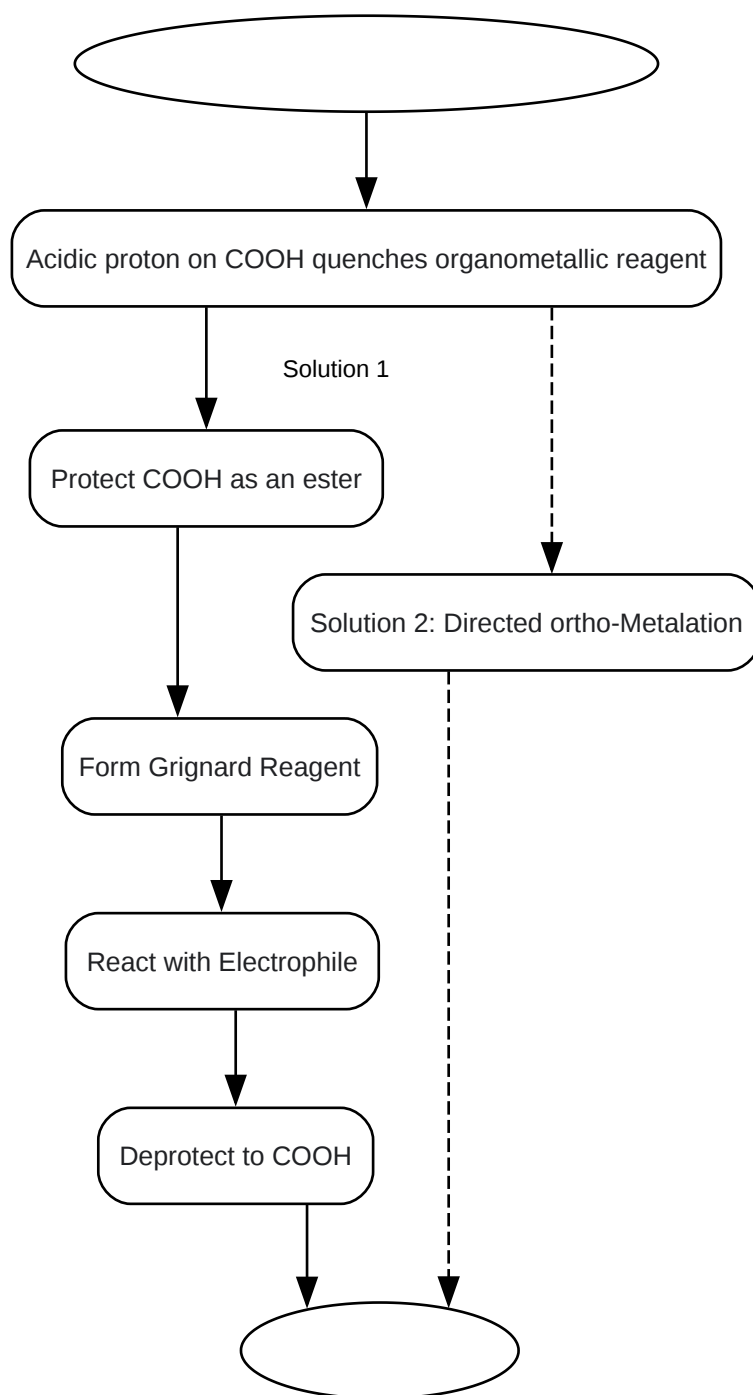 Acidic proton on COOH quenches organometallic reagent
Solution 1
Protect COOH as an ester
Solution 2: Directed ortho-Metalation
Form Grignard Reagent
React with Electrophile
Deprotect to COOH